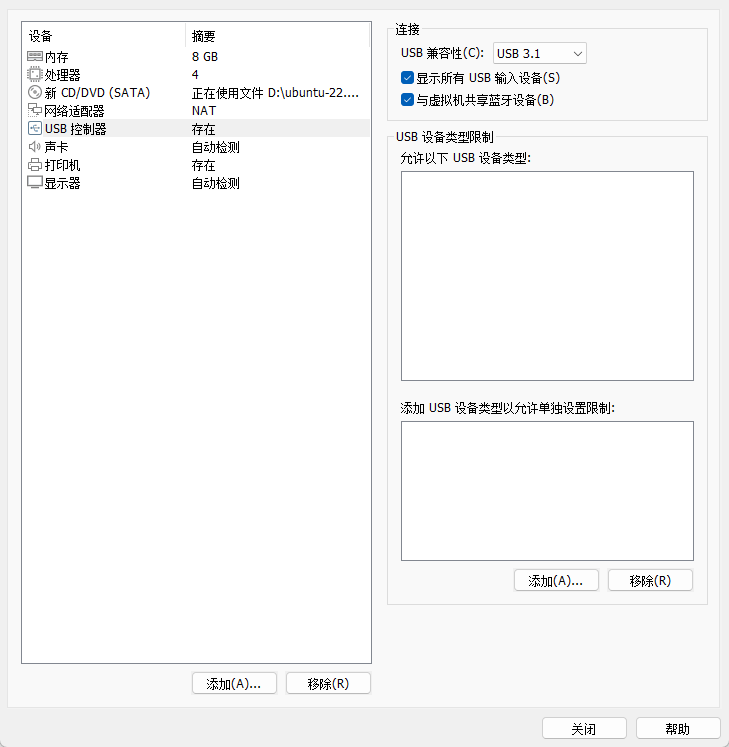 设备 摘要
内存 8 GB
处理器 4
新 CD/DVD (SATA) 正在使用文件 D:\ubuntu-22....
网络适配器 NAT
USB 控制器 存在
声卡 自动检测
打印机 存在
显示器 自动检测
添加(A)... 移除(R)
连接
USB 兼容性(C): USB 3.1
显示所有 USB 输入设备(S)
与虚拟机共享蓝牙设备(B)
USB 设备类型限制
允许以下 USB 设备类型:
添加 USB 设备类型以允许单独设置限制:
添加(A)... 移除(R)
关闭 帮助